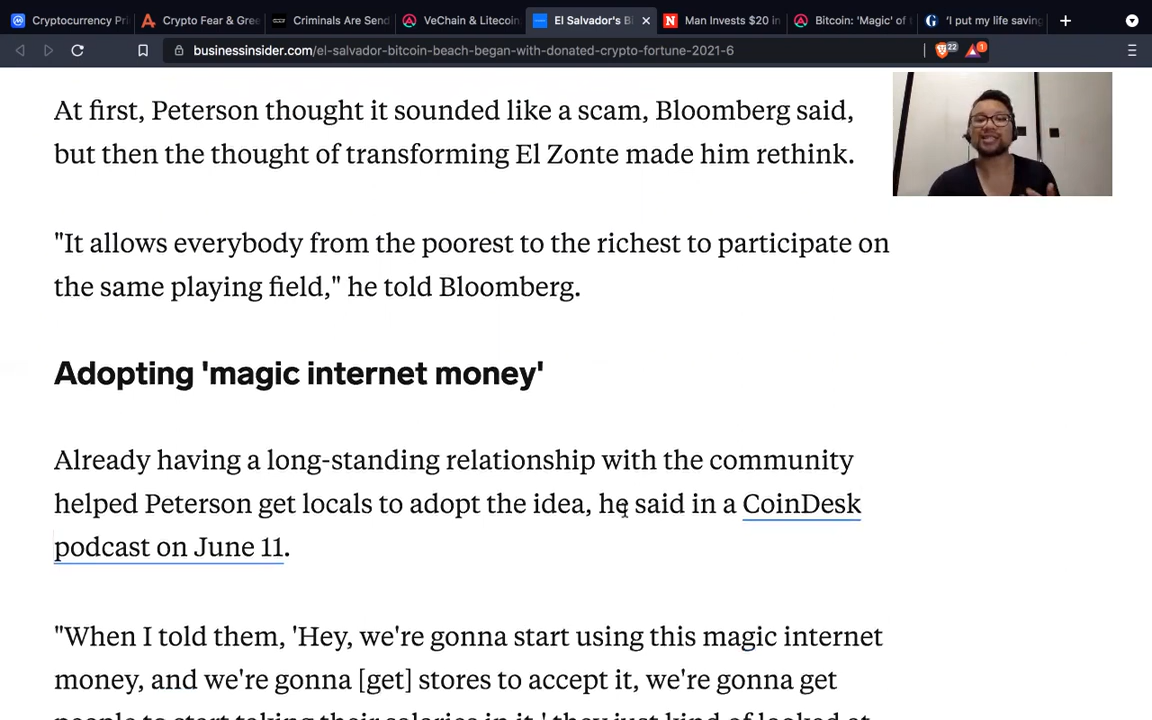 Cryptocurrency Pri
Crypto Fear & Gre
Criminals Are Send
VeChain & Litecoin
El Salvador's Bi
Man Invests $20 in
Bitcoin: 'Magic' of
'I put my life saving
businessinsider.com/el-salvador-bitcoin-beach-began-with-donated-crypto-fortune-2021-6
22
1
At first, Peterson thought it sounded like a scam, Bloomberg said,
but then the thought of transforming El Zonte made him rethink.
"It allows everybody from the poorest to the richest to participate on
the same playing field," he told Bloomberg.
Adopting 'magic internet money'
Already having a long-standing relationship with the community
helped Peterson get locals to adopt the idea, he said in a CoinDesk
podcast on June 11.
"When I told them, 'Hey, we're gonna start using this magic internet
money, and we're gonna [get] stores to accept it, we're gonna get
people to start taking their salaries in it,' they just kind of looked at